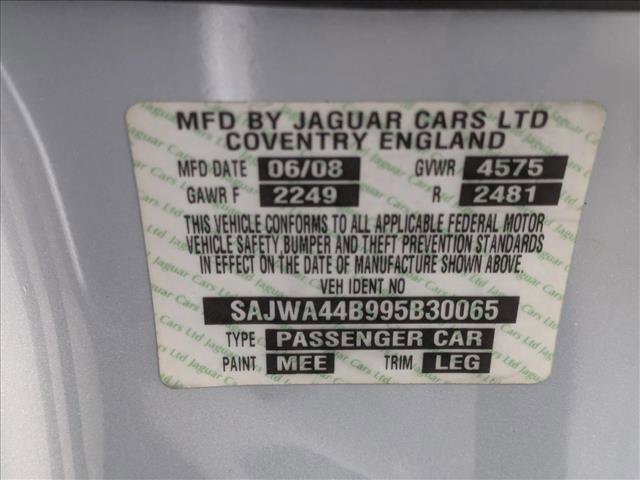 MFD BY JAGUAR CARS LTD
COVENTRY ENGLAND
MFD DATE 06/08 GVWR 4575
GAWR F 2249 R 2481
THIS VEHICLE CONFORMS TO ALL APPLICABLE FEDERAL MOTOR
VEHICLE SAFETY BUMPER AND THEFT PREVENTION STANDARDS
IN EFFECT ON THE DATE OF MANUFACTURE SHOWN ABOVE.
VEH IDENT NO
SAJWA44B995B30065
TYPE PASSENGER CAR
PAINT MEE TRIM LEG